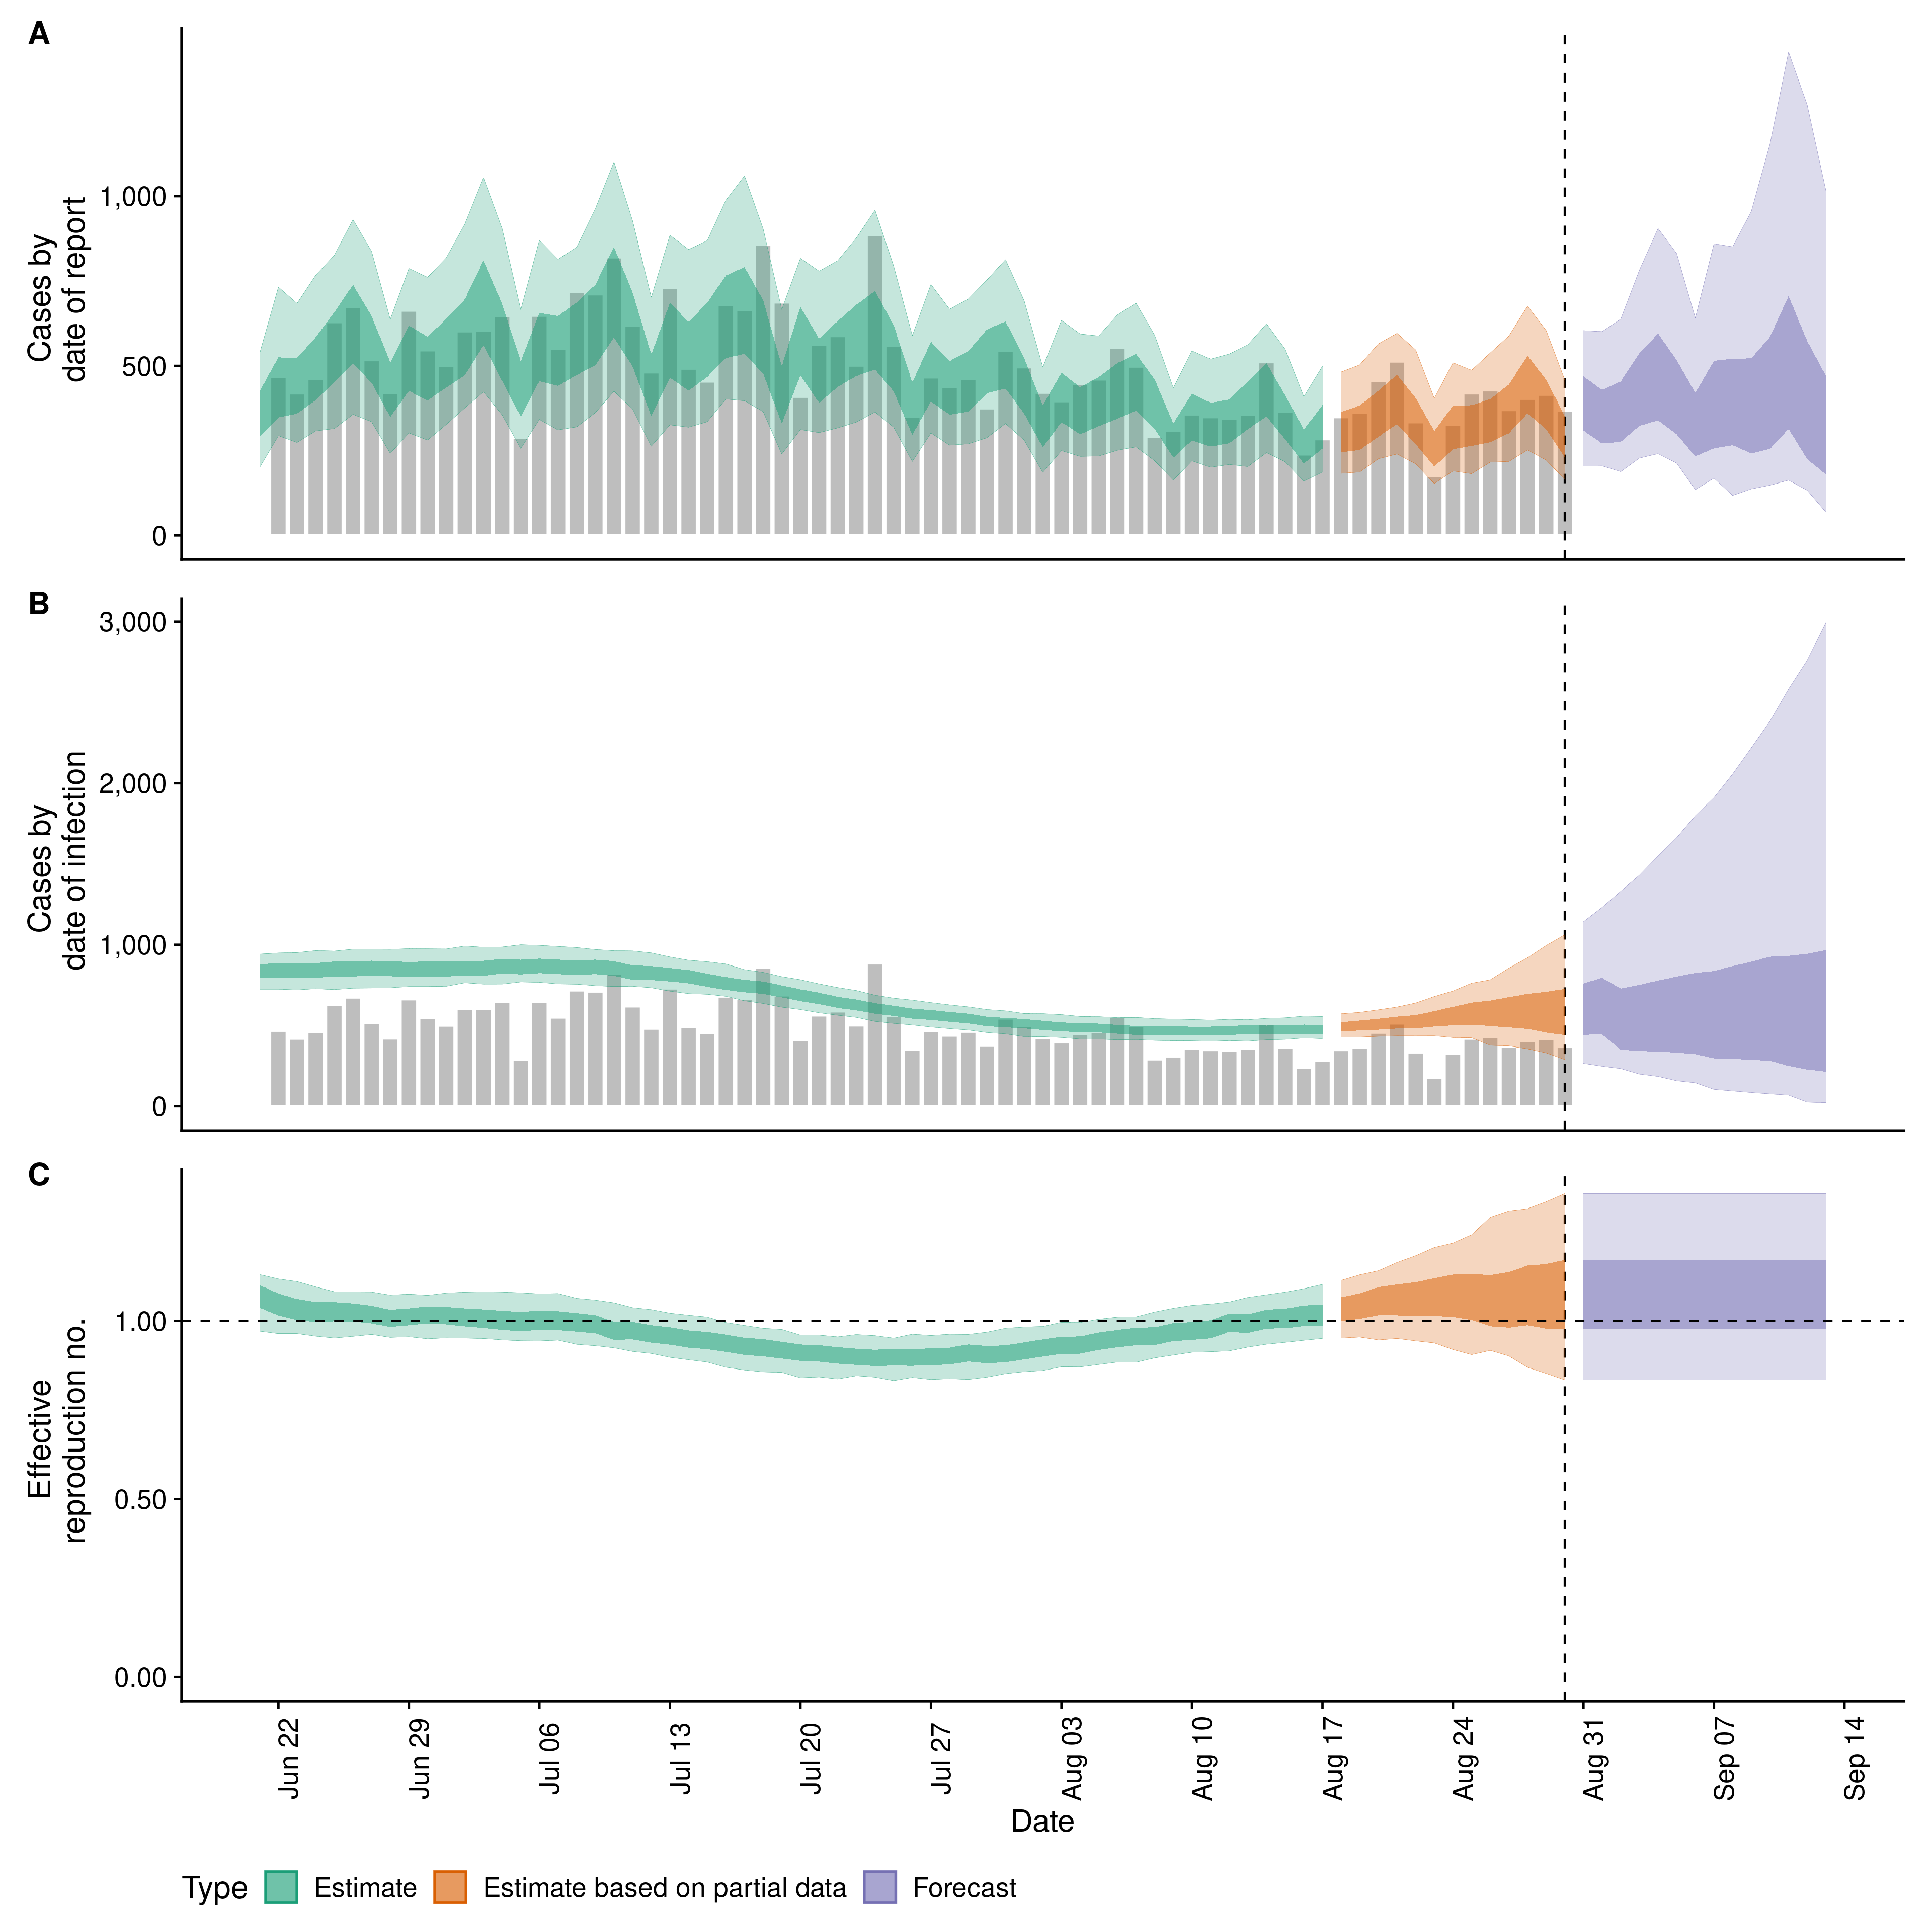 A
Cases by
date of report
1,000
500
0
B
Cases by
date of infection
3,000
2,000
1,000
0
C
Effective
reproduction no.
1.00
0.50
0.00
Jun 22
Jun 29
Jul 06
Jul 13
Jul 20
Jul 27
Aug 03
Aug 10
Aug 17
Aug 24
Aug 31
Sep 07
Sep 14
Date
Type Estimate Estimate based on partial data Forecast